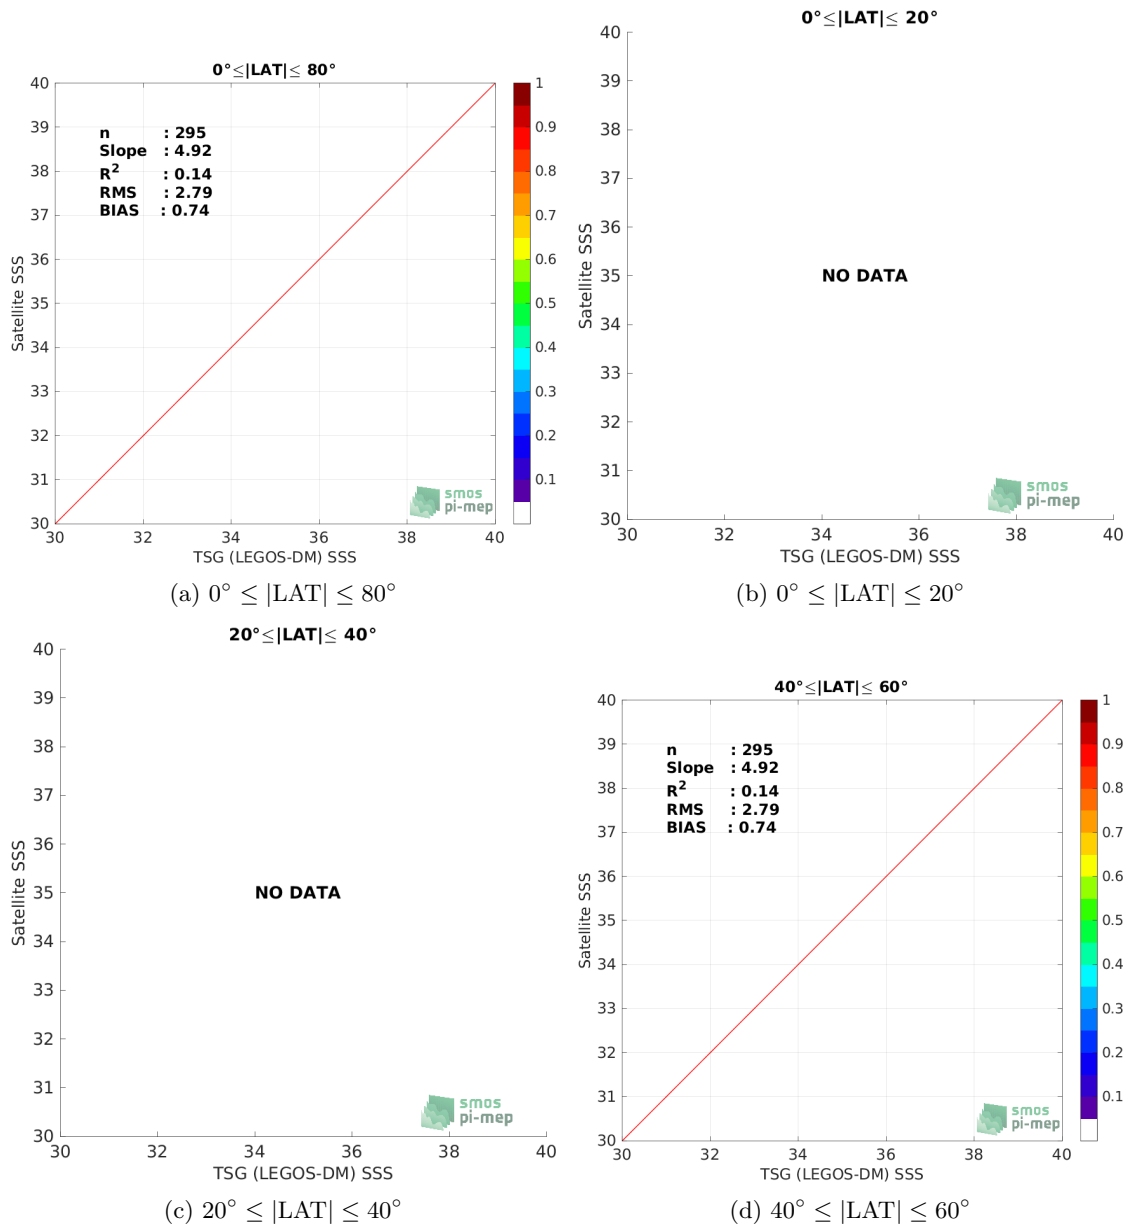 0°≤|LAT|≤ 80°
40
39
38
37
36
35
34
33
32
31
30
Satellite SSS
n : 295
Slope : 4.92
R² : 0.14
RMS : 2.79
BIAS : 0.74
smos
pi-mep
30 32 34 36 38 40
TSG (LEGOS-DM) SSS
1
0.9
0.8
0.7
0.6
0.5
0.4
0.3
0.2
0.1
(a) 0° ≤ |LAT| ≤ 80°
0°≤|LAT|≤ 20°
40
39
38
37
36
35
34
33
32
31
30
Satellite SSS
NO DATA
smos
pi-mep
30 32 34 36 38 40
TSG (LEGOS-DM) SSS
(b) 0° ≤ |LAT| ≤ 20°
20°≤|LAT|≤ 40°
40
39
38
37
36
35
34
33
32
31
30
Satellite SSS
NO DATA
smos
pi-mep
30 32 34 36 38 40
TSG (LEGOS-DM) SSS
(c) 20° ≤ |LAT| ≤ 40°
40°≤|LAT|≤ 60°
40
39
38
37
36
35
34
33
32
31
30
Satellite SSS
n : 295
Slope : 4.92
R² : 0.14
RMS : 2.79
BIAS : 0.74
smos
pi-mep
30 32 34 36 38 40
TSG (LEGOS-DM) SSS
1
0.9
0.8
0.7
0.6
0.5
0.4
0.3
0.2
0.1
(d) 40° ≤ |LAT| ≤ 60°